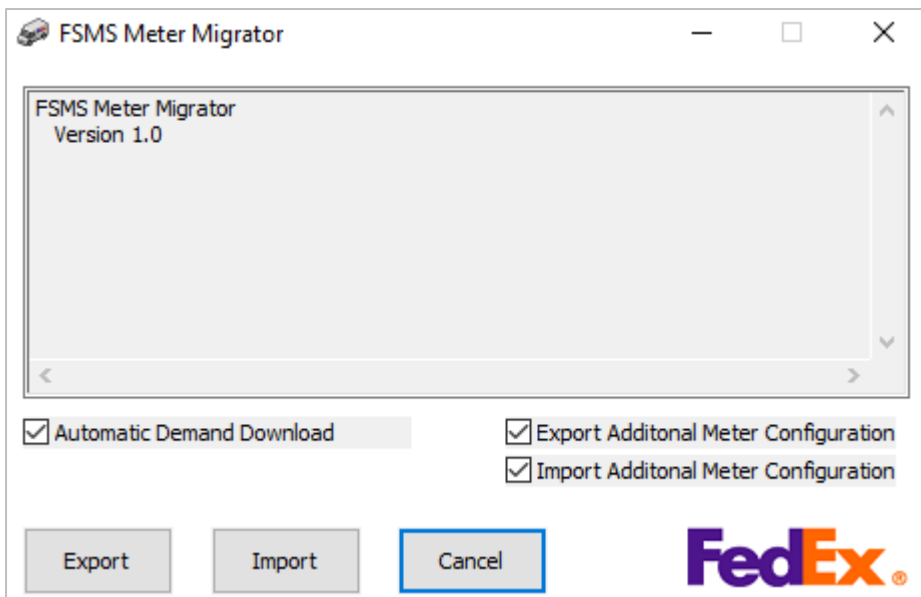 FSMS Meter Migrator
FSMS Meter Migrator
Version 1.0
Automatic Demand Download
Export Additonal Meter Configuration
Import Additonal Meter Configuration
Export
Import
Cancel
FedEx®